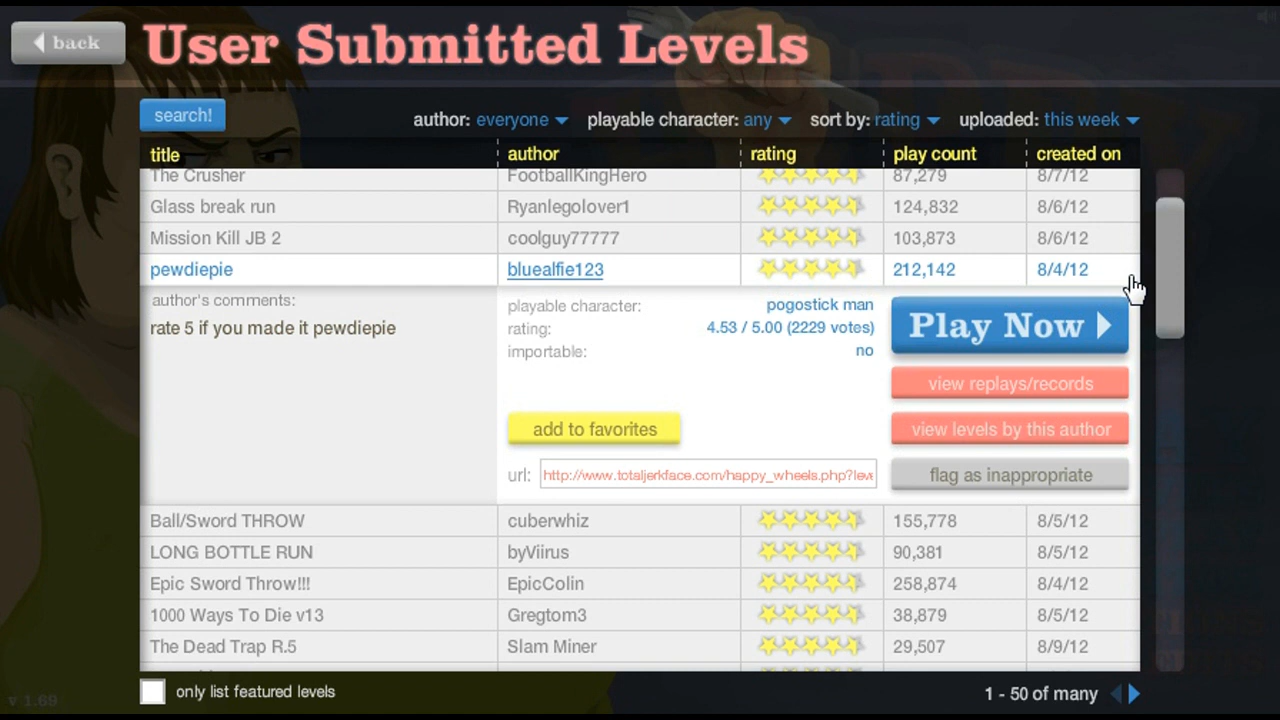 back
User Submitted Levels
search!
author: everyone playable character: any sort by: rating uploaded: this week
title author rating play count created on
The Crusher FootballKingHero 87,279 8/7/12
Glass break run Ryanlegolover1 124,832 8/6/12
Mission Kill JB 2 coolguy77777 103,873 8/6/12
pewdiepie bluealfie123 212,142 8/4/12
author's comments:
rate 5 if you made it pewdiepie
playable character: pogostick man
rating: 4.53 / 5.00 (2229 votes)
importable: no
Play Now
view replays/records
add to favorites
view levels by this author
url: http://www.totaljerkface.com/happy_wheels.php?leve
flag as inappropriate
Ball/Sword THROW cuberwhiz 155,778 8/5/12
LONG BOTTLE RUN byViirus 90,381 8/5/12
Epic Sword Throw!!! EpicColin 258,874 8/4/12
1000 Ways To Die v13 Gregtom3 38,879 8/5/12
The Dead Trap R.5 Slam Miner 29,507 8/9/12
only list featured levels
1 - 50 of many
v 1.69